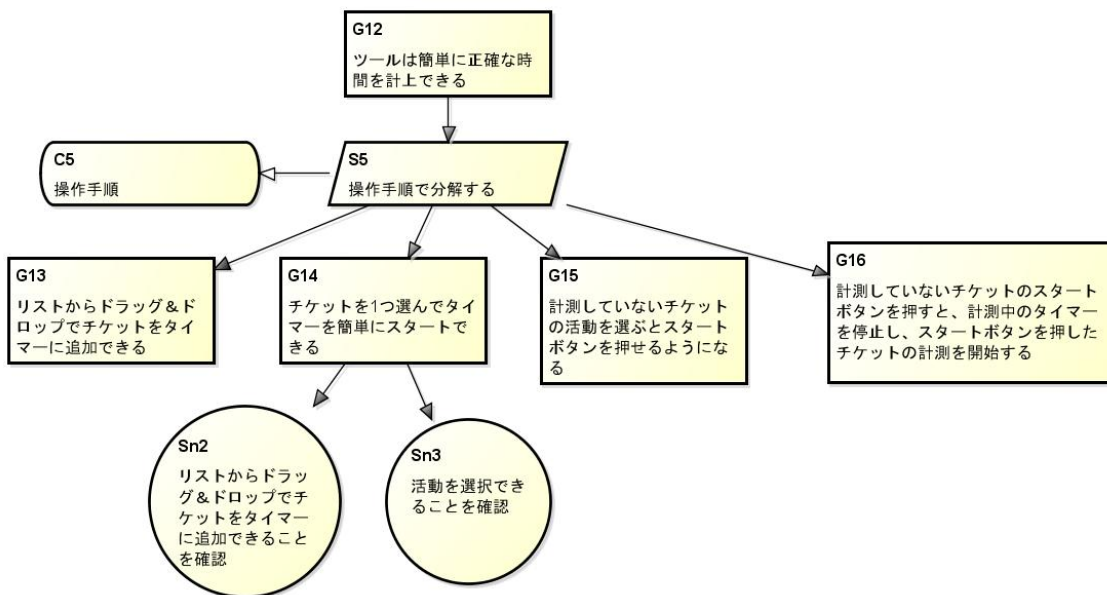 G12
ツールは簡単に正確な時
間を計上できる
C5
操作手順
S5
操作手順で分解する
G13
リストからドラッグ＆ド
ロップでチケットをタイ
マーに追加できる
G14
チケットを1つ選んでタイ
マーを簡単にスタートで
きる
G15
計測していないチケット
の活動を選ぶとスタート
ボタンを押せるようにな
る
G16
計測していないチケットのスタート
ボタンを押すと、計測中のタイマー
を停止し、スタートボタンを押した
チケットの計測を開始する
Sn2
リストからドラッ
グ＆ドロップでチ
ケットをタイマー
に追加できること
を確認
Sn3
活動を選択でき
ることを確認